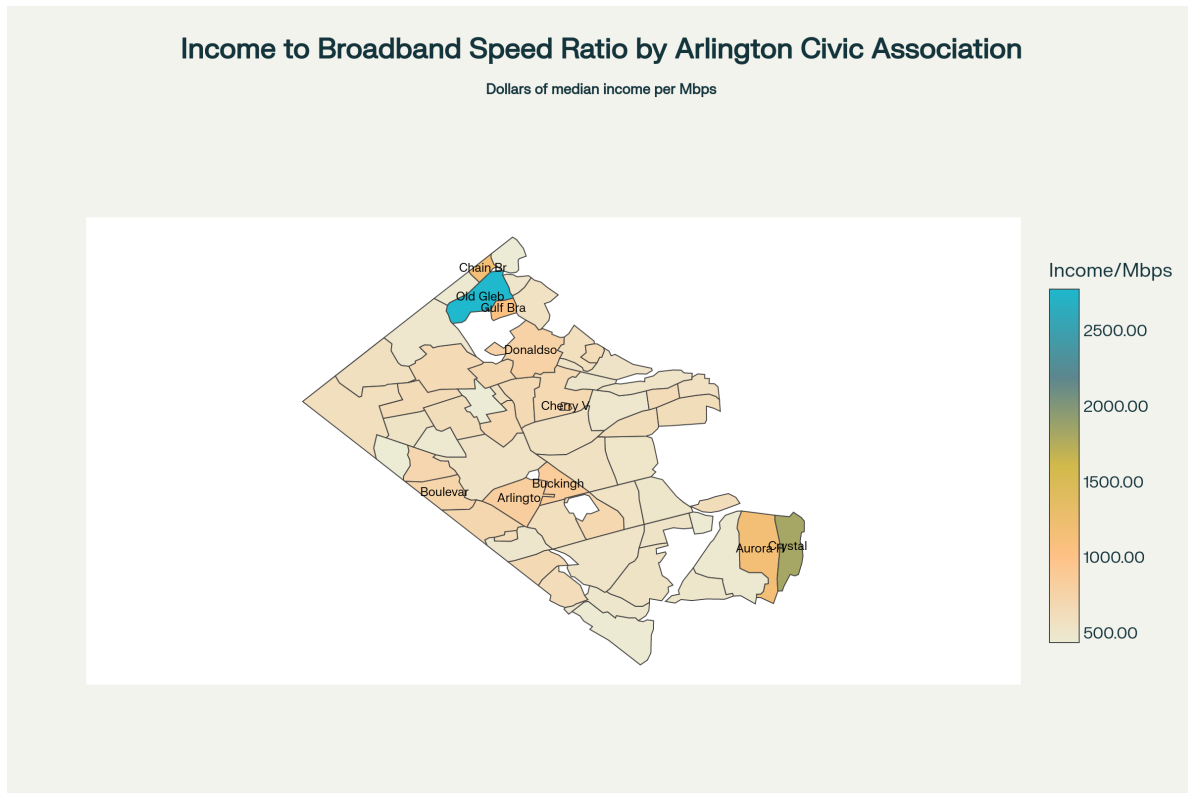 Income to Broadband Speed Ratio by Arlington Civic Association
Dollars of median income per Mbps
Income/Mbps
2500.00
2000.00
1500.00
1000.00
500.00
Chain Br
Old Gleb
Gulf Bra
Donaldso
Cherry V
Buckingh
Boulevar
Arlingto
Aurora H
Crystal